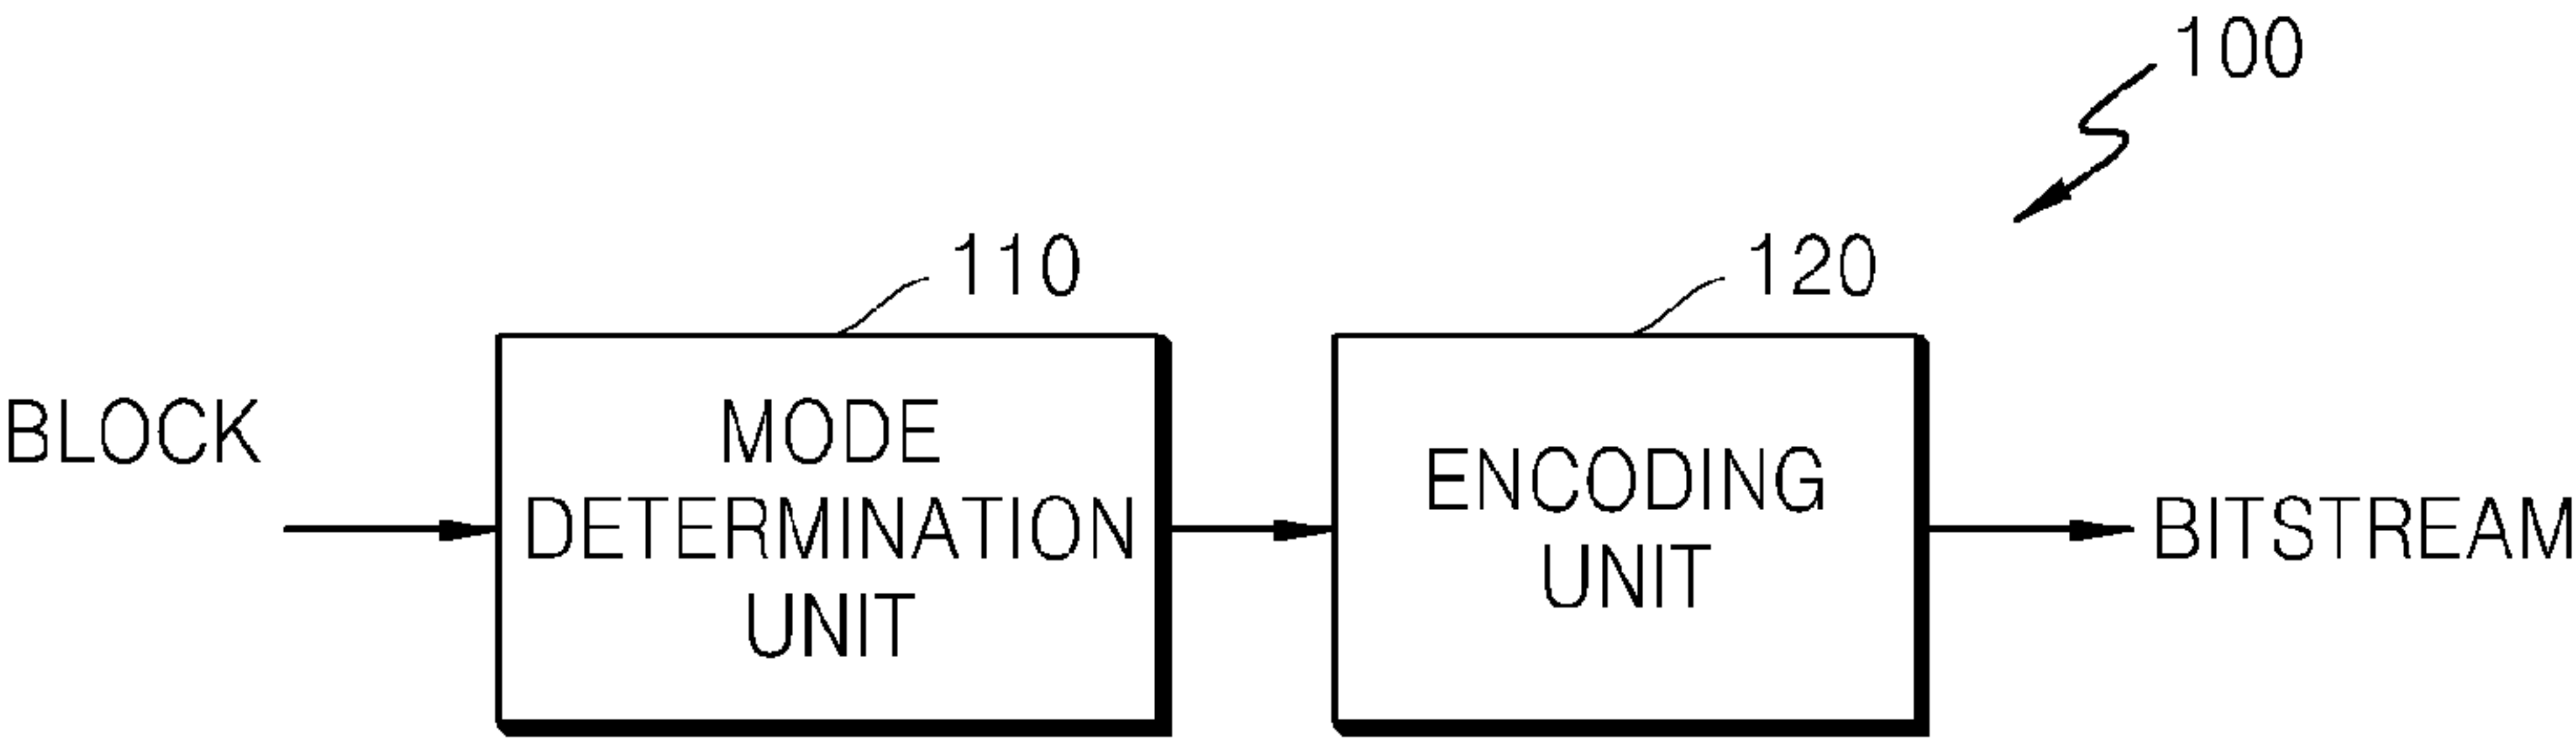 100
110
120
BLOCK
MODE
DETERMINATION
UNIT
ENCODING
UNIT
BITSTREAM